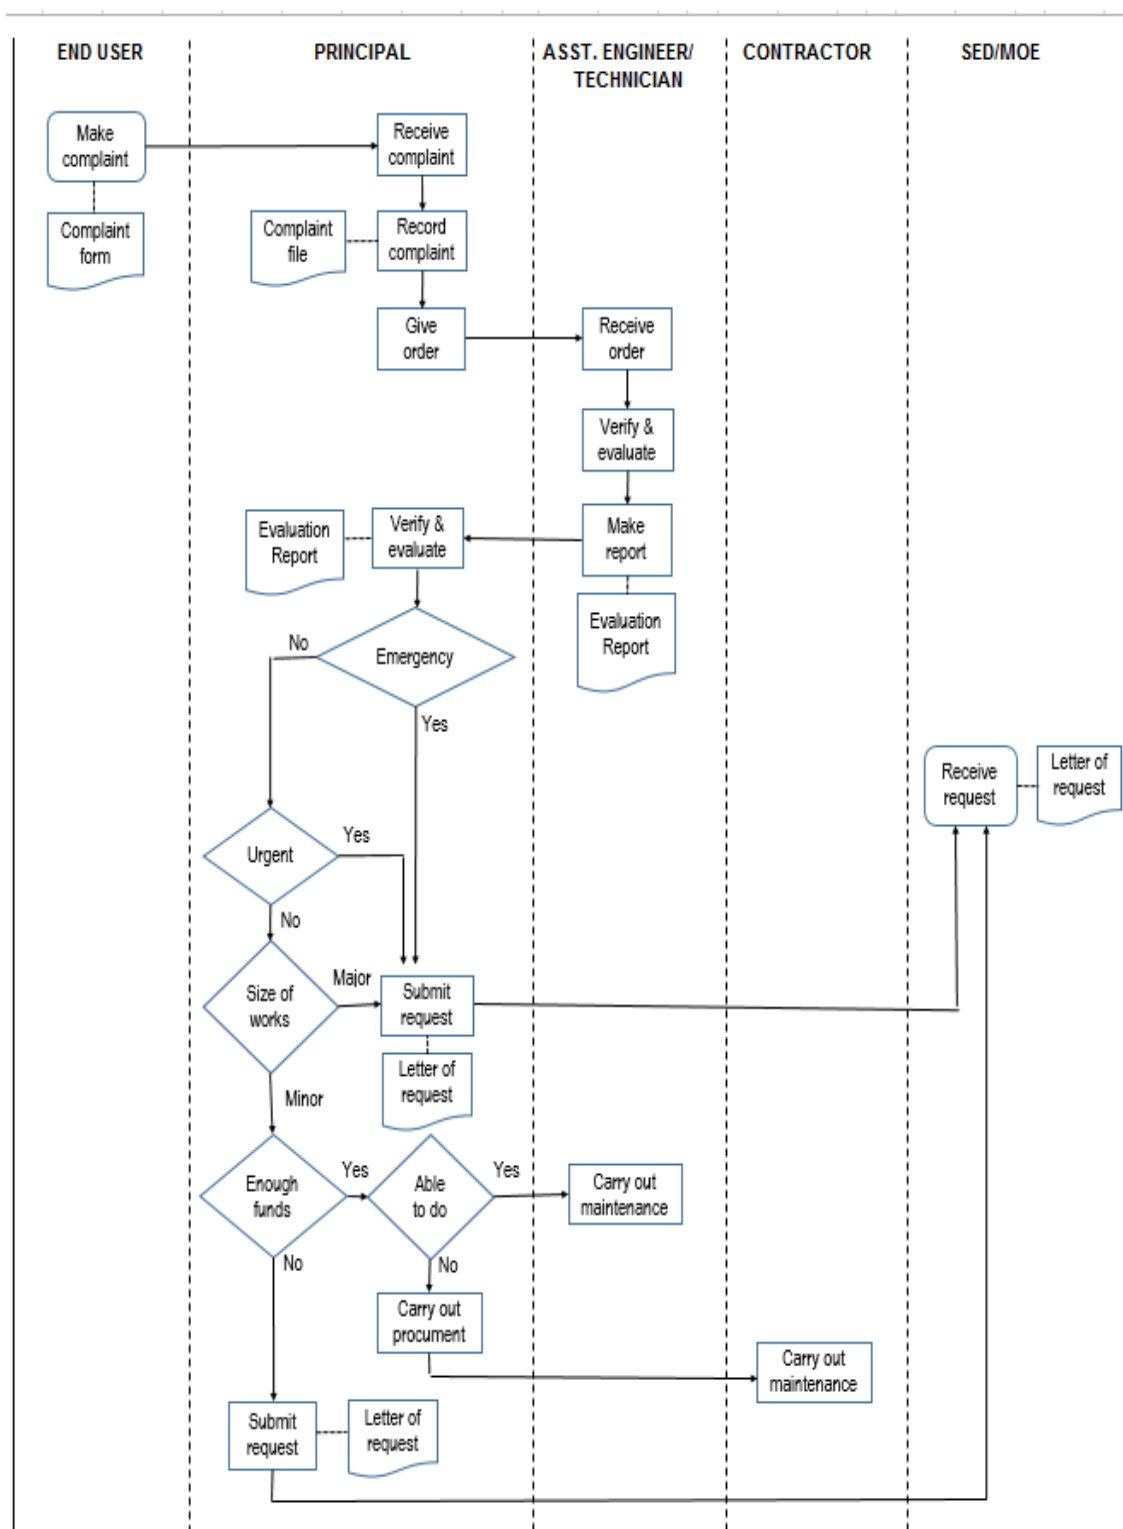 END USER
PRINCIPAL
ASST. ENGINEER/
TECHNICIAN
CONTRACTOR
SED/MOE
Make
complaint
Receive
complaint
Complaint
form
Complaint
file
Record
complaint
Give
order
Receive
order
Verify &
evaluate
Evaluation
Report
Verify &
evaluate
Make
report
Evaluation
Report
No
Emergency
Yes
Receive
request
Letter of
request
Urgent
Yes
No
Size of
works
Major
Submit
request
Letter of
request
Minor
Enough
funds
Yes
Able
to do
Yes
Carry out
maintenance
No
No
Carry out
procument
Carry out
maintenance
Submit
request
Letter of
request